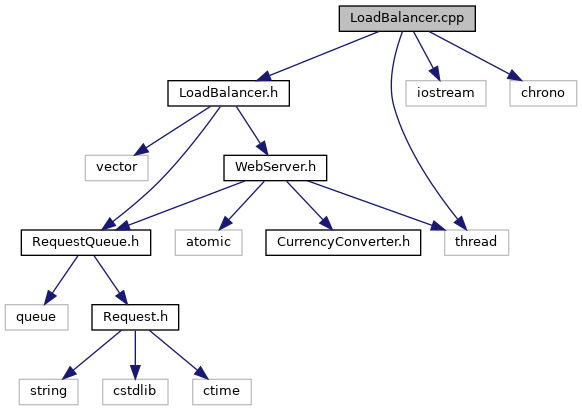 LoadBalancer.cpp
LoadBalancer.h
iostream
chrono
vector
WebServer.h
RequestQueue.h
atomic
CurrencyConverter.h
thread
queue
Request.h
string
cstdlib
ctime